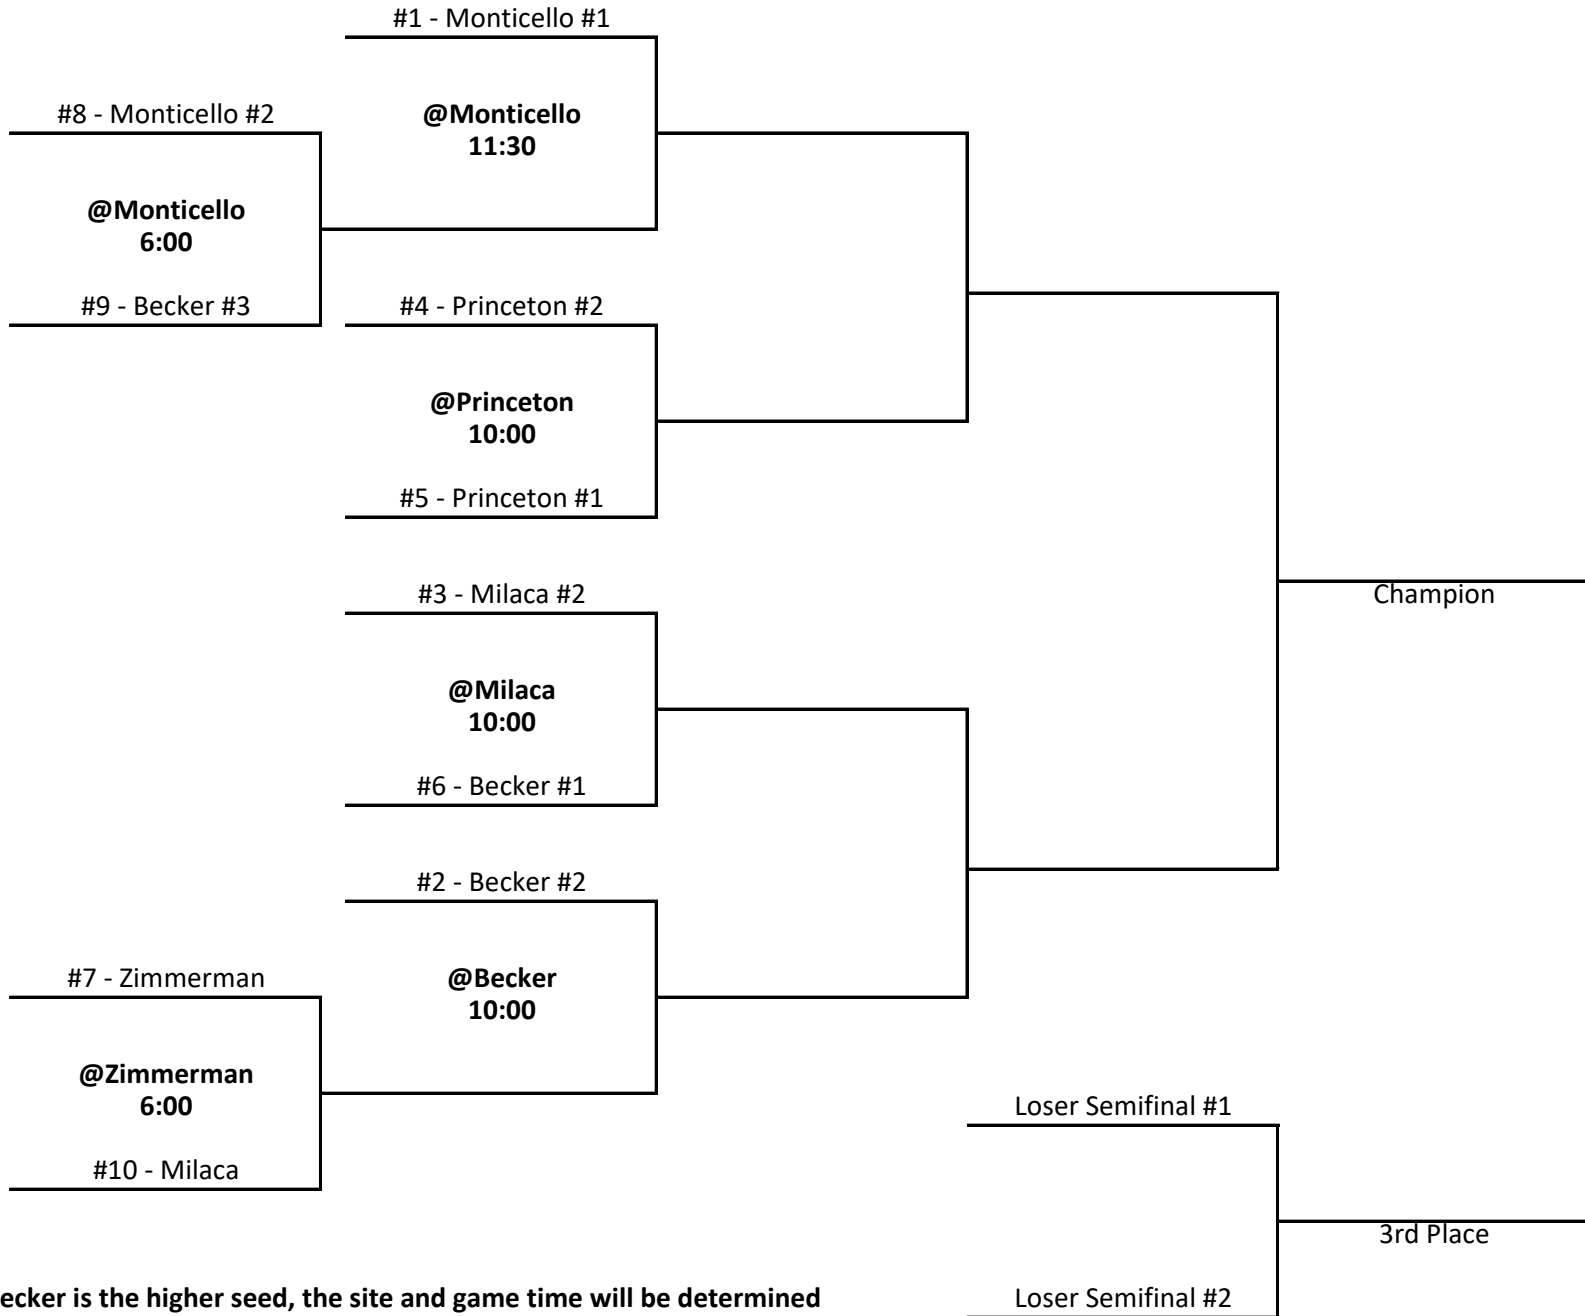 #1 - Monticello #1
#8 - Monticello #2
@Monticello
11:30
@Monticello
6:00
#9 - Becker #3
#4 - Princeton #2
@Princeton
10:00
#5 - Princeton #1
#3 - Milaca #2
Champion
@Milaca
10:00
#6 - Becker #1
#2 - Becker #2
#7 - Zimmerman
@Becker
10:00
@Zimmerman
6:00
Loser Semifinal #1
#10 - Milaca
3rd Place
ecker is the higher seed, the site and game time will be determined
Loser Semifinal #2